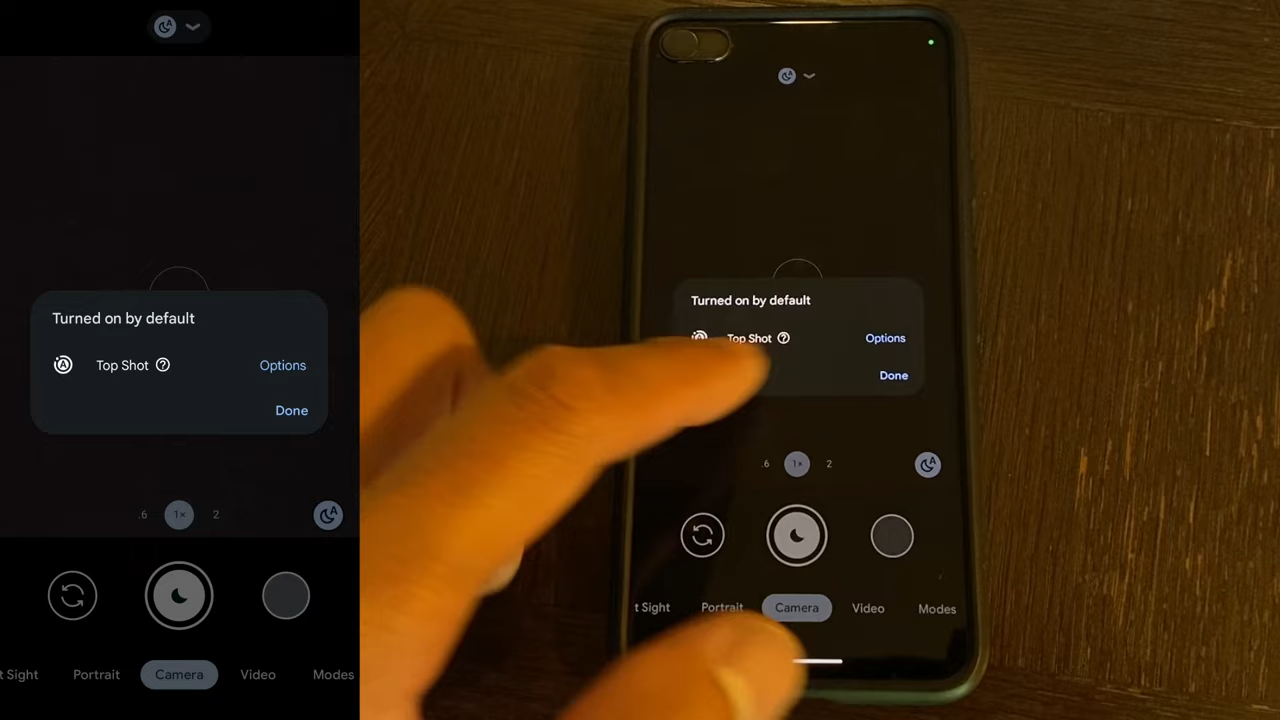 Turned on by default
Top Shot
Options
Done
.6
1×
2
t Sight
Portrait
Camera
Video
Modes
Turned on by default
Top Shot
Options
Done
.6
1×
2
t Sight
Portrait
Camera
Video
Modes